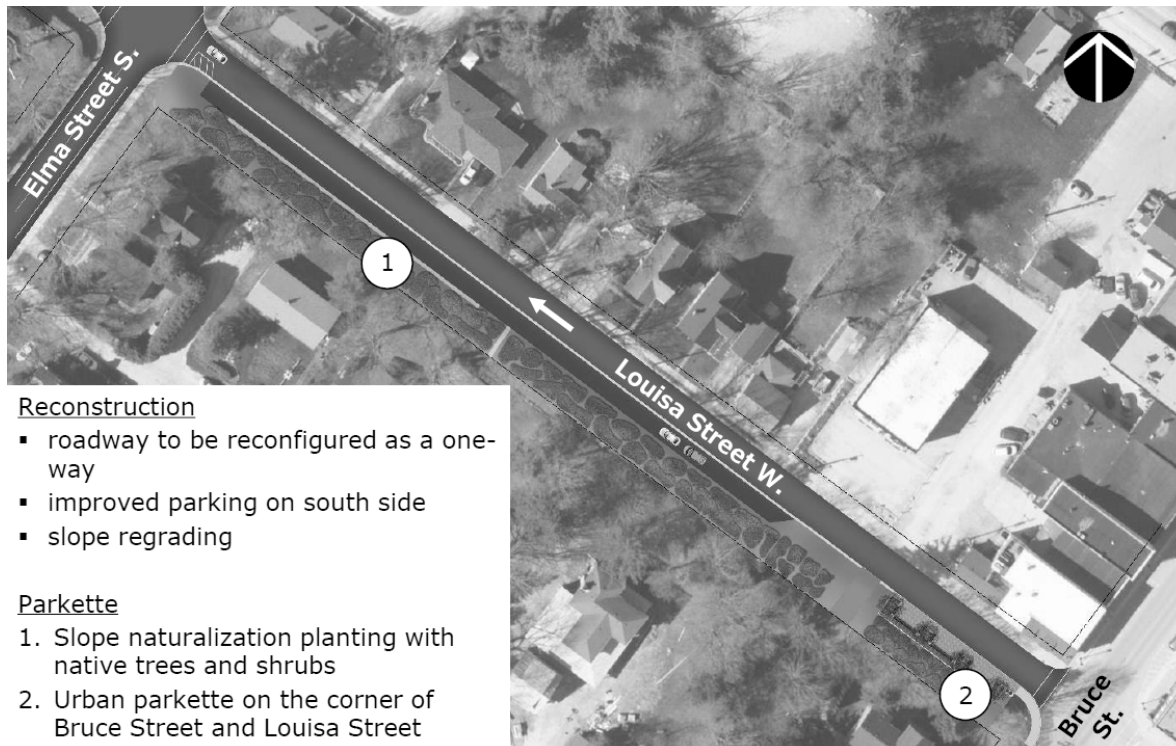 Elma Street S.
1
Louisa Street W.
Reconstruction
▪ roadway to be reconfigured as a one-
way
▪ improved parking on south side
▪ slope regrading
Parkette
1. Slope naturalization planting with
native trees and shrubs
2. Urban parkette on the corner of
Bruce Street and Louisa Street
2
Bruce
St.